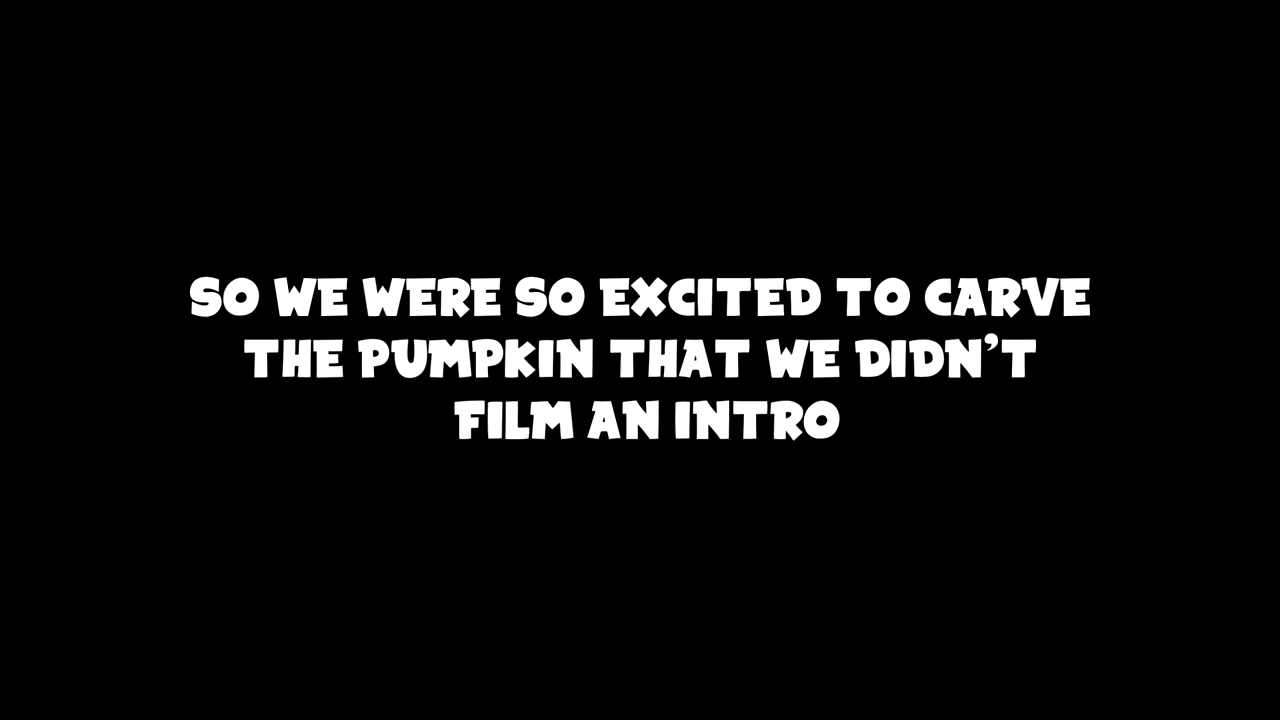 SO WE WERE SO EXCITED TO CARVE
THE PUMPKIN THAT WE DIDN'T
FILM AN INTRO